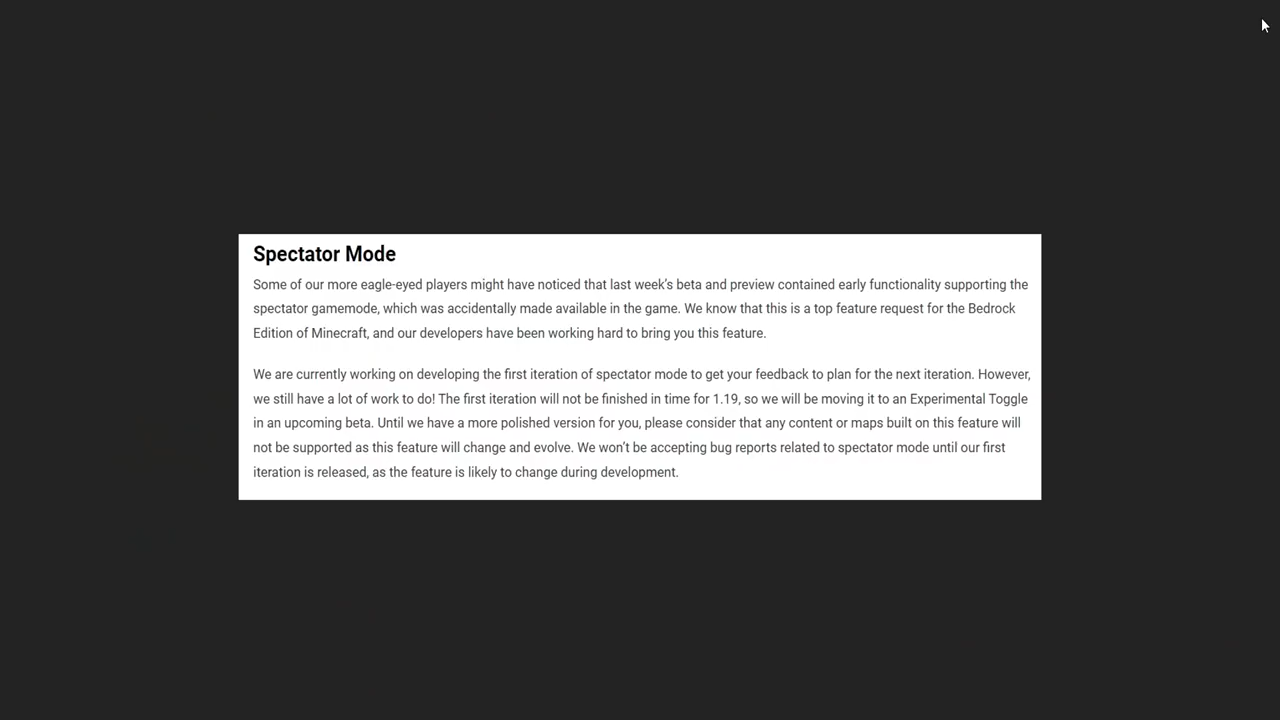 Spectator Mode
Some of our more eagle-eyed players might have noticed that last week's beta and preview contained early functionality supporting the
spectator gamemode, which was accidentally made available in the game. We know that this is a top feature request for the Bedrock
Edition of Minecraft, and our developers have been working hard to bring you this feature.
We are currently working on developing the first iteration of spectator mode to get your feedback to plan for the next iteration. However,
we still have a lot of work to do! The first iteration will not be finished in time for 1.19, so we will be moving it to an Experimental Toggle
in an upcoming beta. Until we have a more polished version for you, please consider that any content or maps built on this feature will
not be supported as this feature will change and evolve. We won't be accepting bug reports related to spectator mode until our first
iteration is released, as the feature is likely to change during development.